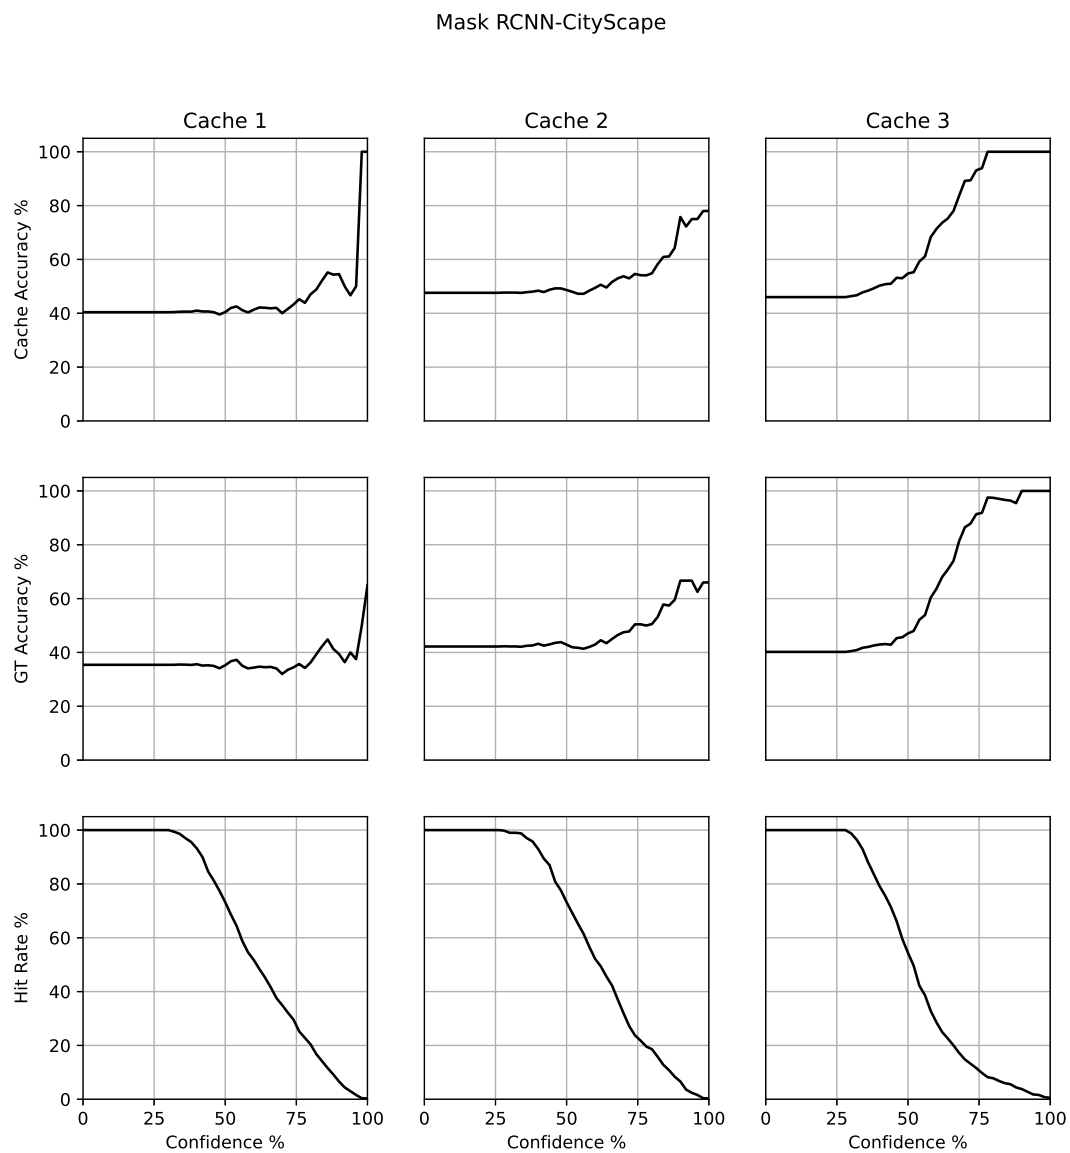 Mask RCNN-CityScape
Cache 1
Cache 2
Cache 3
Cache Accuracy %
100
80
60
40
20
0
GT Accuracy %
100
80
60
40
20
0
Hit Rate %
100
80
60
40
20
0
0 25 50 75 100
0 25 50 75 100
0 25 50 75 100
Confidence %
Confidence %
Confidence %